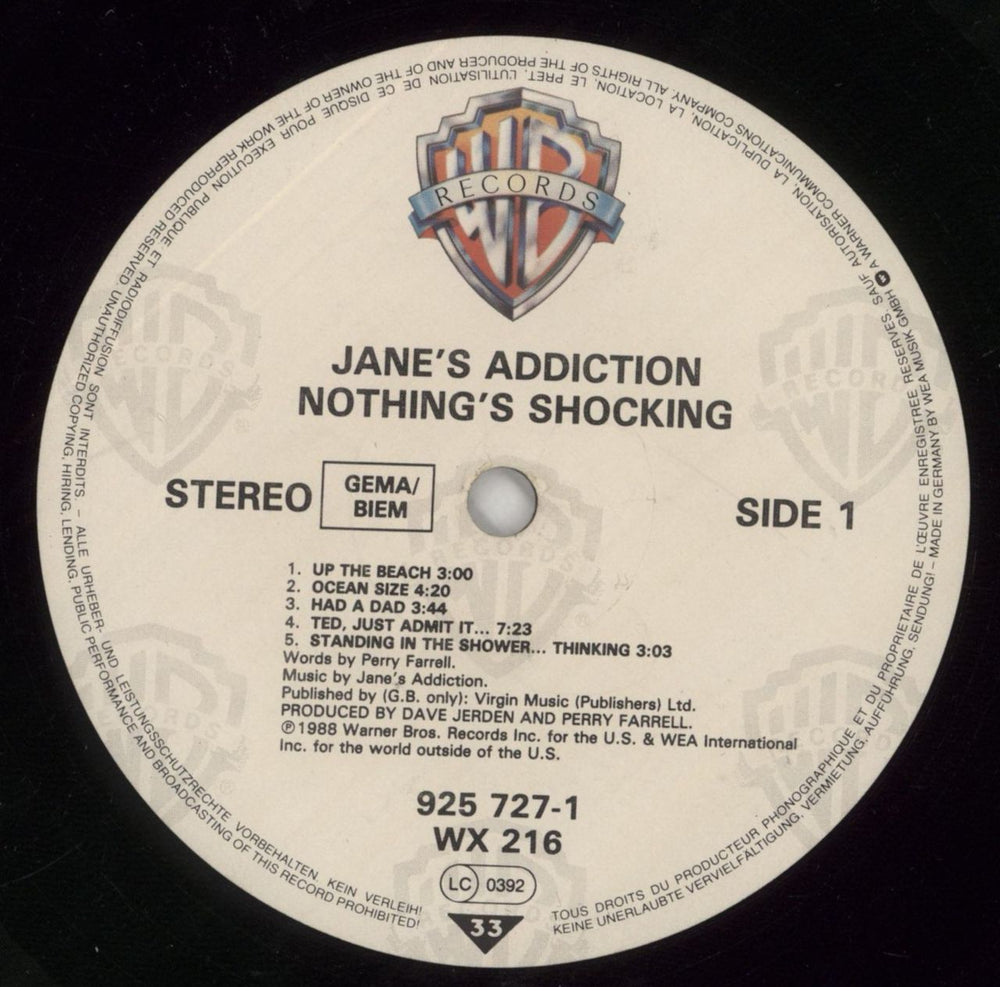 WB
RECORDS
JANE'S ADDICTION
NOTHING'S SHOCKING
STEREO
GEMA/
BIEM
SIDE 1
1. UP THE BEACH 3:00
2. OCEAN SIZE 4:20
3. HAD A DAD 3:44
4. TED, JUST ADMIT IT... 7:23
5. STANDING IN THE SHOWER... THINKING 3:03
Words by Perry Farrell.
Music by Jane's Addiction.
Published by (G.B. only): Virgin Music (Publishers) Ltd.
PRODUCED BY DAVE JERDEN AND PERRY FARRELL.
℗1988 Warner Bros. Records Inc. for the U.S. & WEA International
Inc. for the world outside of the U.S.
925 727-1
WX 216
LC 0392
33
TOUS DROITS DU PRODUCTEUR PHONOGRAPHIQUE ET DU PROPRIETAIRE DE L'ŒUVRE ENREGISTREE RESERVES. SAUF AUTORISATION, LA DUPLICATION, LA LOCATION, LE PRET, L'UTILISATION DE CE DISQUE POUR EXECUTION PUBLIQUE ET RADIODIFFUSION SONT INTERDITS. – ALLE URHEBER- UND LEISTUNGSSCHUTZRECHTE VORBEHALTEN. KEIN VERLEIH!
KEINE UNERLAUBTE VERVIELFÄLTIGUNG, VERMIETUNG, AUFFÜHRUNG, SENDUNG! – MADE IN GERMANY BY WEA MUSIK GMBH A WARNER COMMUNICATIONS COMPANY. ALL RIGHTS OF THE PRODUCER AND OF THE OWNER OF THE WORK REPRODUCED RESERVED. UNAUTHORIZED COPYING, HIRING, LENDING, PUBLIC PERFORMANCE AND BROADCASTING OF THIS RECORD PROHIBITED!